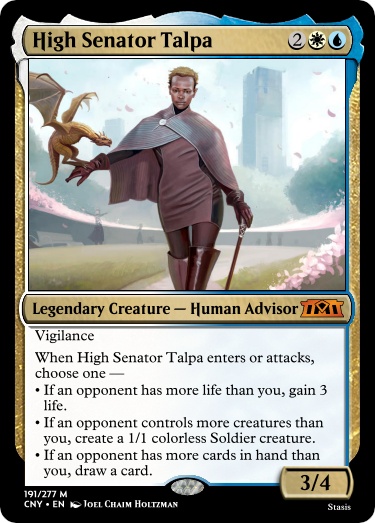 High Senator Talpa 2
Legendary Creature — Human Advisor
Vigilance
When High Senator Talpa enters or attacks,
choose one —
• If an opponent has more life than you, gain 3
life.
• If an opponent controls more creatures than
you, create a 1/1 colorless Soldier creature.
• If an opponent has more cards in hand than
you, draw a card.
3/4
191/277 M
CNY • EN Joel Chaim Holtzman
Stasis